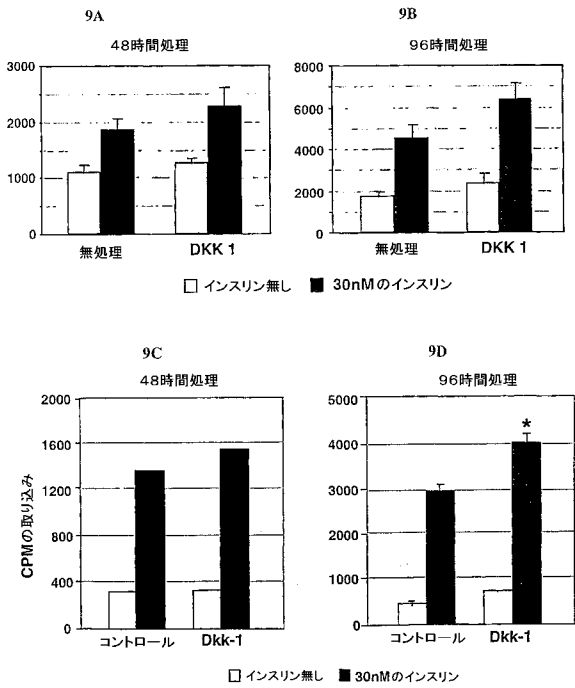 9A
9B
48時間処理
96時間処理
3000
2000
1000
0
8000
6000
4000
2000
0
無処理
DKK 1
無処理
DKK 1
インスリン無し
30nMのインスリン
9C
9D
48時間処理
96時間処理
CPMの取り込み
2000
1600
1200
800
400
0
5000
4000
3000
2000
1000
0
*
コントロール
Dkk-1
コントロール
Dkk-1
インスリン無し
30nMのインスリン